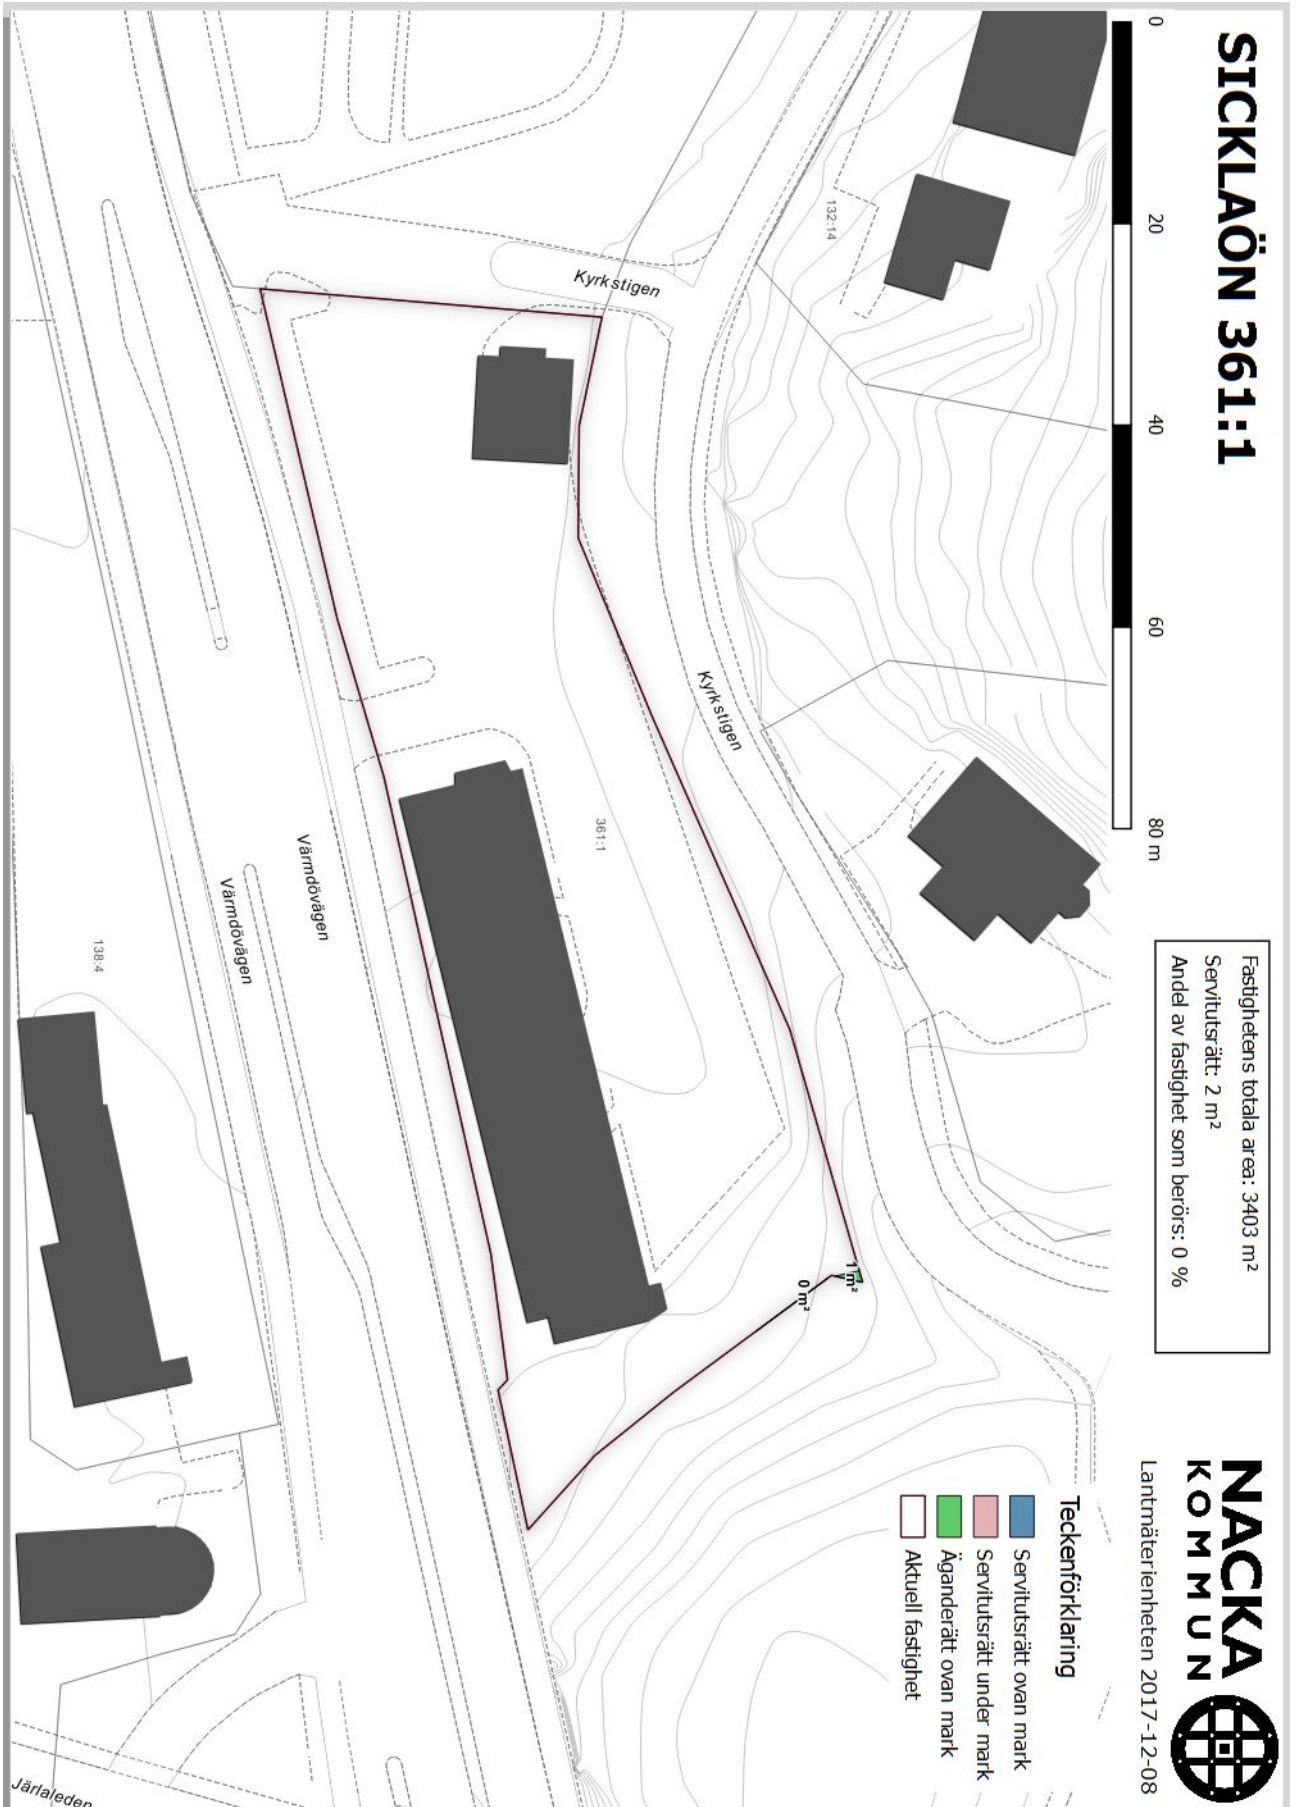 SICKLAÖN 361:1
0 20 40 60 80 m
Fastighetens totala area: 3403 m²
Servitutsrätt: 2 m²
Andel av fastighet som berörs: 0 %
NACKA
KOMMUN
Lantmäterienheten 2017-12-08
Teckenförklaring
Servitutsrätt ovan mark
Servitutsrätt under mark
Äganderätt ovan mark
Aktuell fastighet
132:14
Kyrkstigen
Kyrkstigen
361:1
1 m²
0 m²
Värmdövägen
Värmdövägen
138:4
Järlaleden